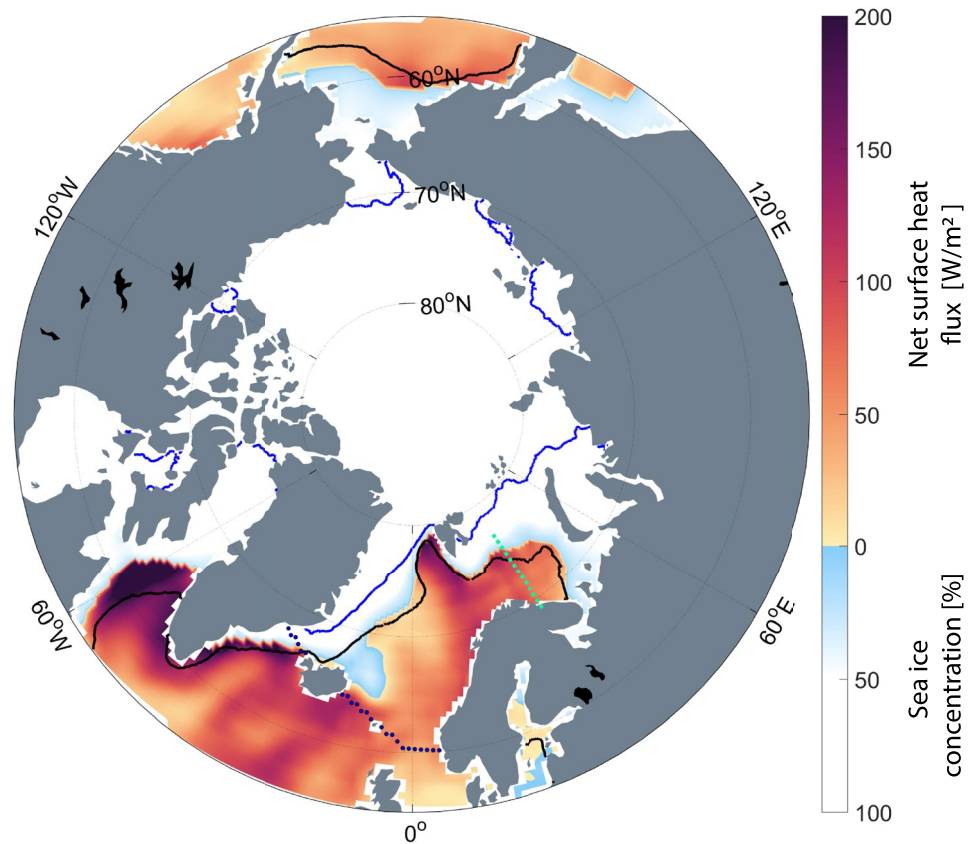 60°N
70°N
80°N
120°W
120°E
60°W
60°E
0°
200
150
100
50
0
50
100
Net surface heat
flux [W/m²]
Sea ice
concentration [%]